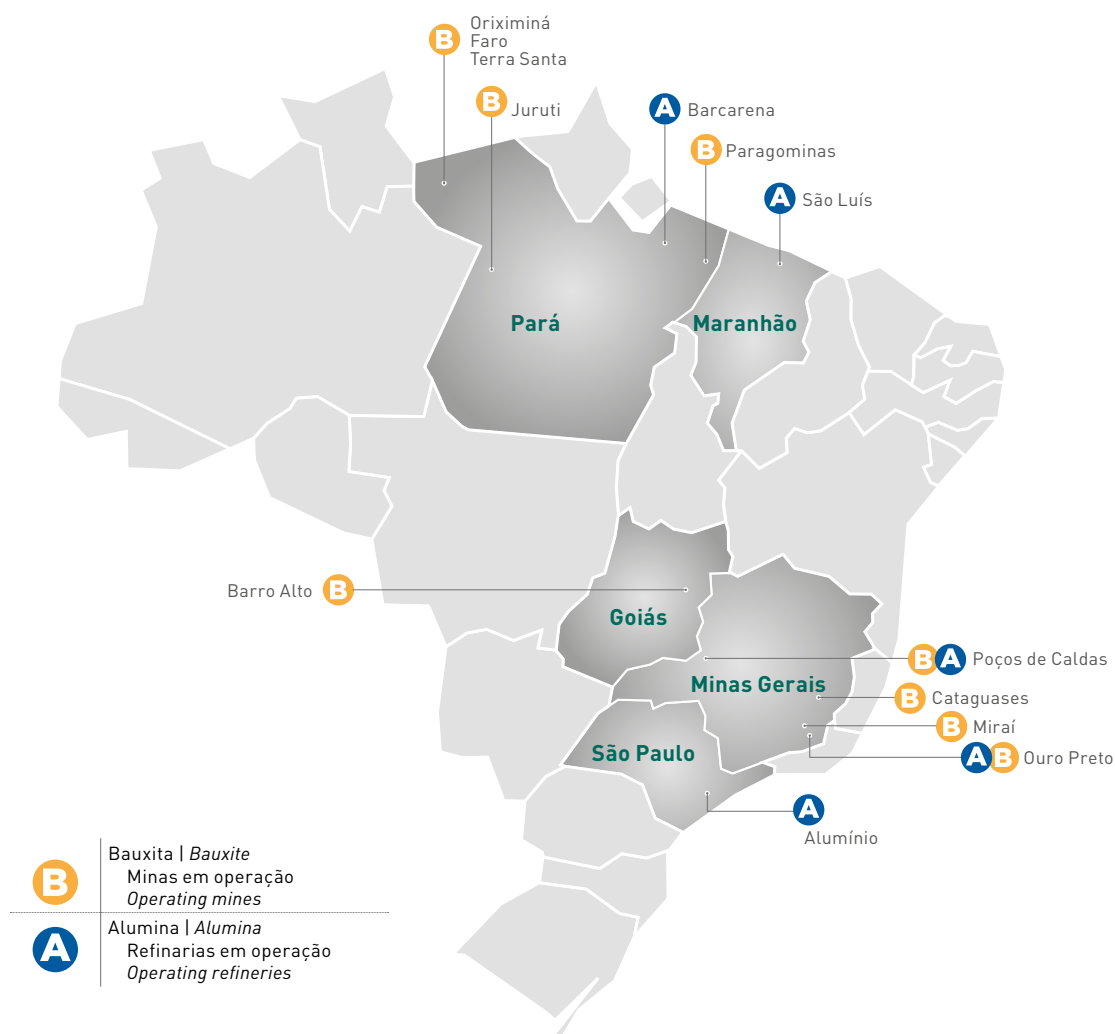 B
Oriximiná
Faro
Terra Santa
B
Juruti
A
Barcarena
B
Paragominas
A
São Luís
Pará
Maranhão
Barro Alto
B
Goiás
B A
Poços de Caldas
Minas Gerais
B
Cataguases
B
Miraí
São Paulo
A B
Ouro Preto
A
Alumínio
B
Bauxita | Bauxite
Minas em operação
Operating mines
A
Alumina | Alumina
Refinarias em operação
Operating refineries